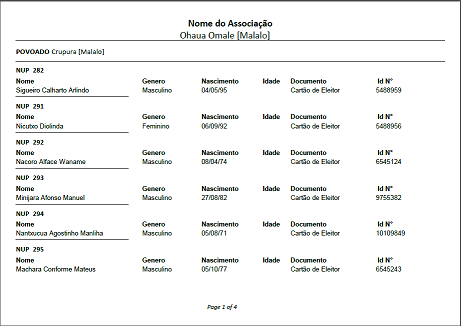 Nome do Associação
Ohaua Omale [Malalo]
POVOADO Crupura [Malalo]
NUP 282
Nome Genero Nascimento Idade Documento Id Nº
Sigueiro Calharto Arlindo Masculino 04/05/95 Cartão de Eleitor 5488959
NUP 291
Nome Genero Nascimento Idade Documento Id Nº
Nicutxo Diolinda Feminino 06/09/92 Cartão de Eleitor 5488956
NUP 292
Nome Genero Nascimento Idade Documento Id Nº
Nacoro Alface Waname Masculino 08/04/74 Cartão de Eleitor 6545124
NUP 293
Nome Genero Nascimento Idade Documento Id Nº
Minijara Afonso Manuel Masculino 27/08/82 Cartão de Eleitor 9755382
NUP 294
Nome Genero Nascimento Idade Documento Id Nº
Nantxucua Agostinho Manliha Masculino 05/08/71 Cartão de Eleitor 10109849
NUP 295
Nome Genero Nascimento Idade Documento Id Nº
Machara Conforme Mateus Masculino 05/10/77 Cartão de Eleitor 6545243
Page 1 of 4